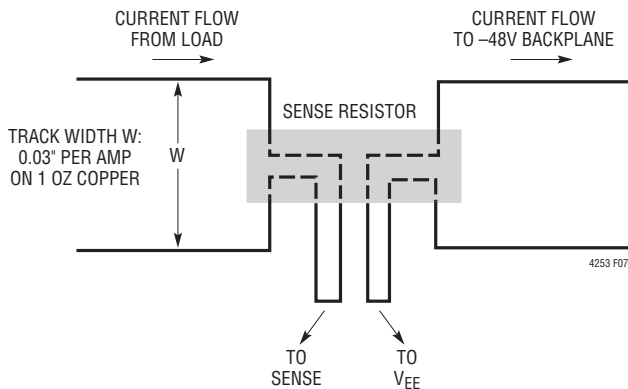 CURRENT FLOW
FROM LOAD
CURRENT FLOW
TO –48V BACKPLANE
SENSE RESISTOR
TRACK WIDTH W:
0.03" PER AMP
ON 1 OZ COPPER
W
4253 F07
TO
SENSE
TO
VEE